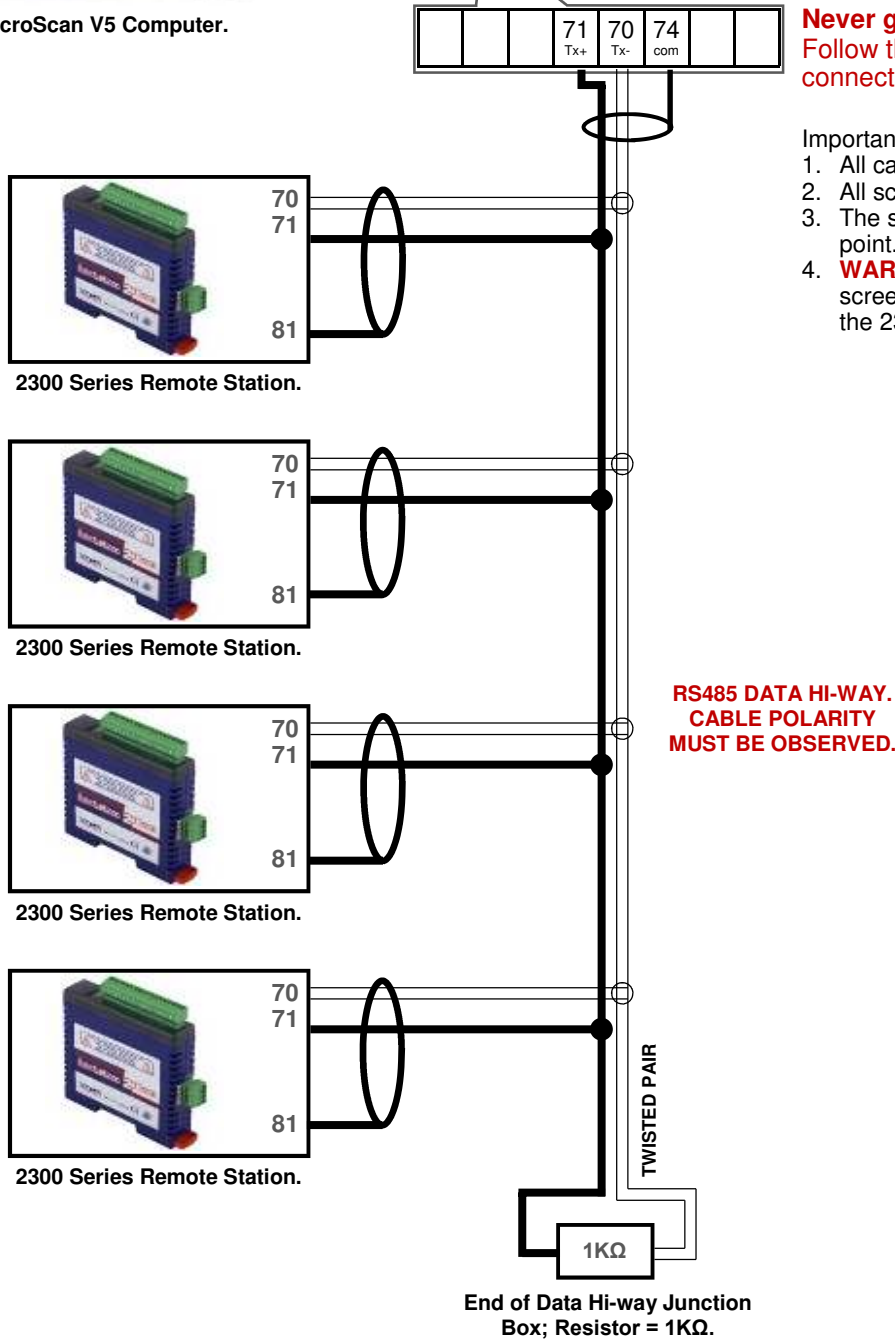 croScan V5 Computer.
71 70 74
Tx+ Tx- com
Never g
Follow th
connect
Importan
1. All ca
2. All sc
3. The s
point.
4. WAR
scree
the 23
70
71
81
2300 Series Remote Station.
70
71
81
2300 Series Remote Station.
RS485 DATA HI-WAY.
CABLE POLARITY
MUST BE OBSERVED.
70
71
81
2300 Series Remote Station.
70
71
81
2300 Series Remote Station.
TWISTED PAIR
1KΩ
End of Data Hi-way Junction
Box; Resistor = 1KΩ.